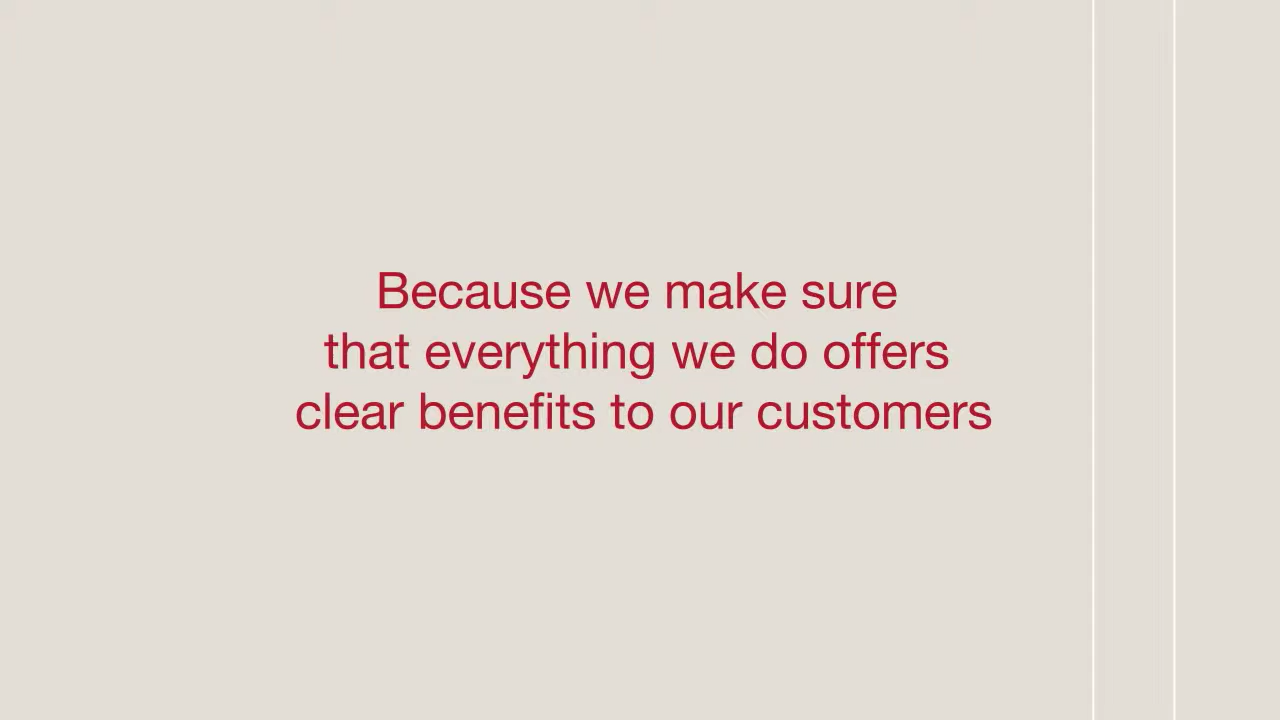 Because we make sure
that everything we do offers
clear benefits to our customers